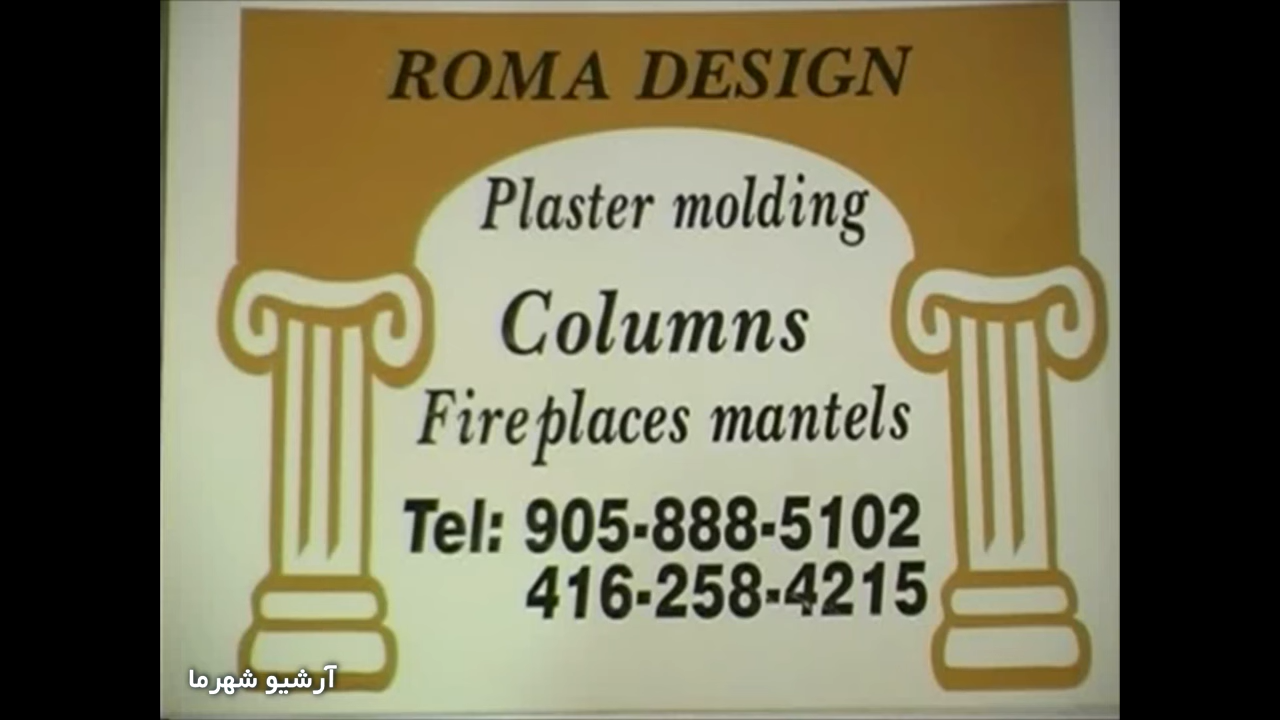 ROMA DESIGN
Plaster molding
Columns
Fireplaces mantels
Tel: 905-888-5102
416-258-4215
آرشیو شهرما